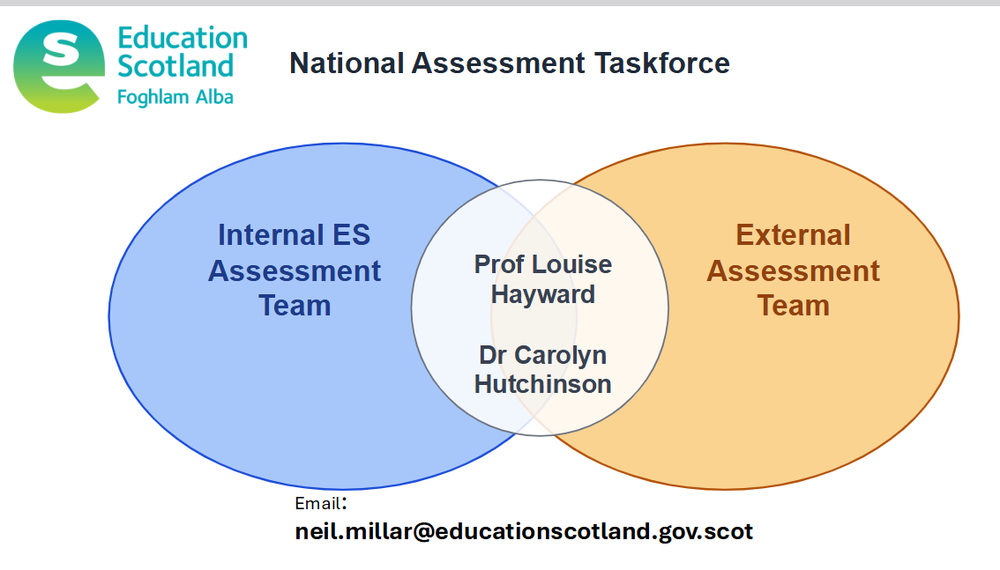 Education
Scotland
Foghlam Alba
National Assessment Taskforce
Internal ES
Assessment
Team
Prof Louise
Hayward
Dr Carolyn
Hutchinson
External
Assessment
Team
Email:
neil.millar@educationscotland.gov.scot